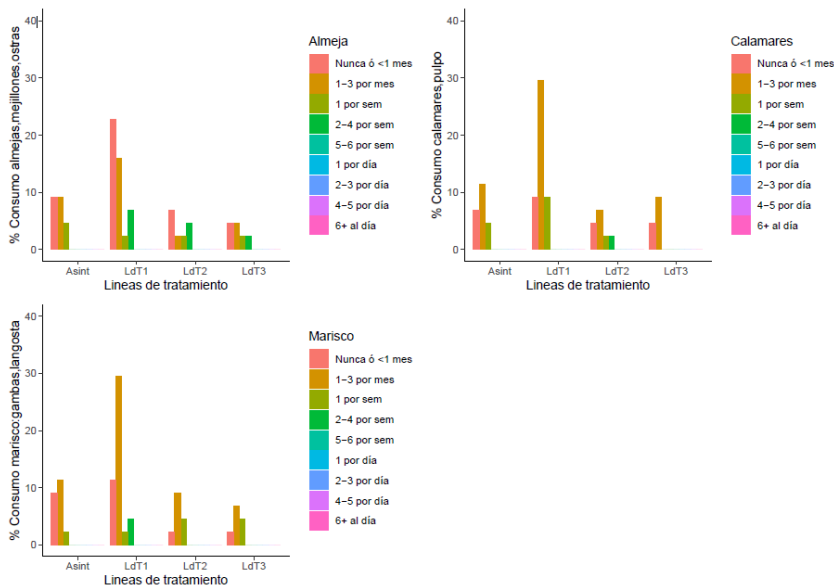 % Consumo almejas,mejillones,ostras
40
30
20
10
0
Asint LdT1 LdT2 LdT3
Lineas de tratamiento
Almeja
Nunca ó <1 mes
1−3 por mes
1 por sem
2−4 por sem
5−6 por sem
1 por día
2−3 por día
4−5 por día
6+ al día
% Consumo calamares,pulpo
40
30
20
10
0
Asint LdT1 LdT2 LdT3
Lineas de tratamiento
Calamares
Nunca ó <1 mes
1−3 por mes
1 por sem
2−4 por sem
5−6 por sem
1 por día
2−3 por día
4−5 por día
6+ al día
% Consumo marisco:gambas,langosta
40
30
20
10
0
Asint LdT1 LdT2 LdT3
Lineas de tratamiento
Marisco
Nunca ó <1 mes
1−3 por mes
1 por sem
2−4 por sem
5−6 por sem
1 por día
2−3 por día
4−5 por día
6+ al día